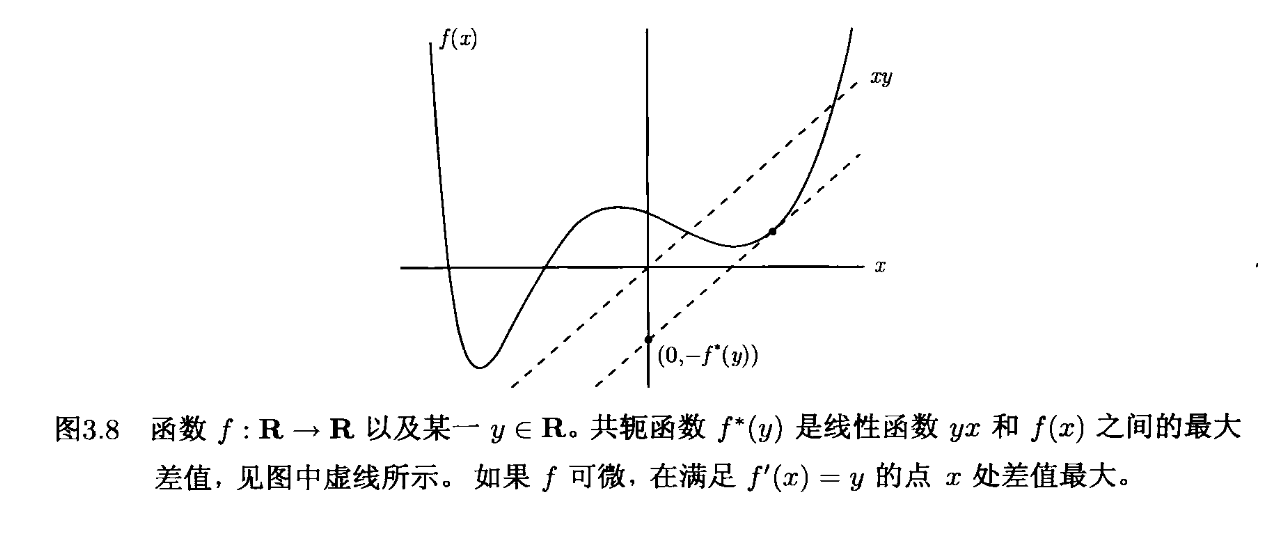 f(x)
xy
x
(0, −f*(y))
图3.8 函数 f : R → R 以及某一 y ∈ R。共轭函数 f*(y) 是线性函数 yx 和 f(x) 之间的最大
差值，见图中虚线所示。如果 f 可微，在满足 f′(x) = y 的点 x 处差值最大。